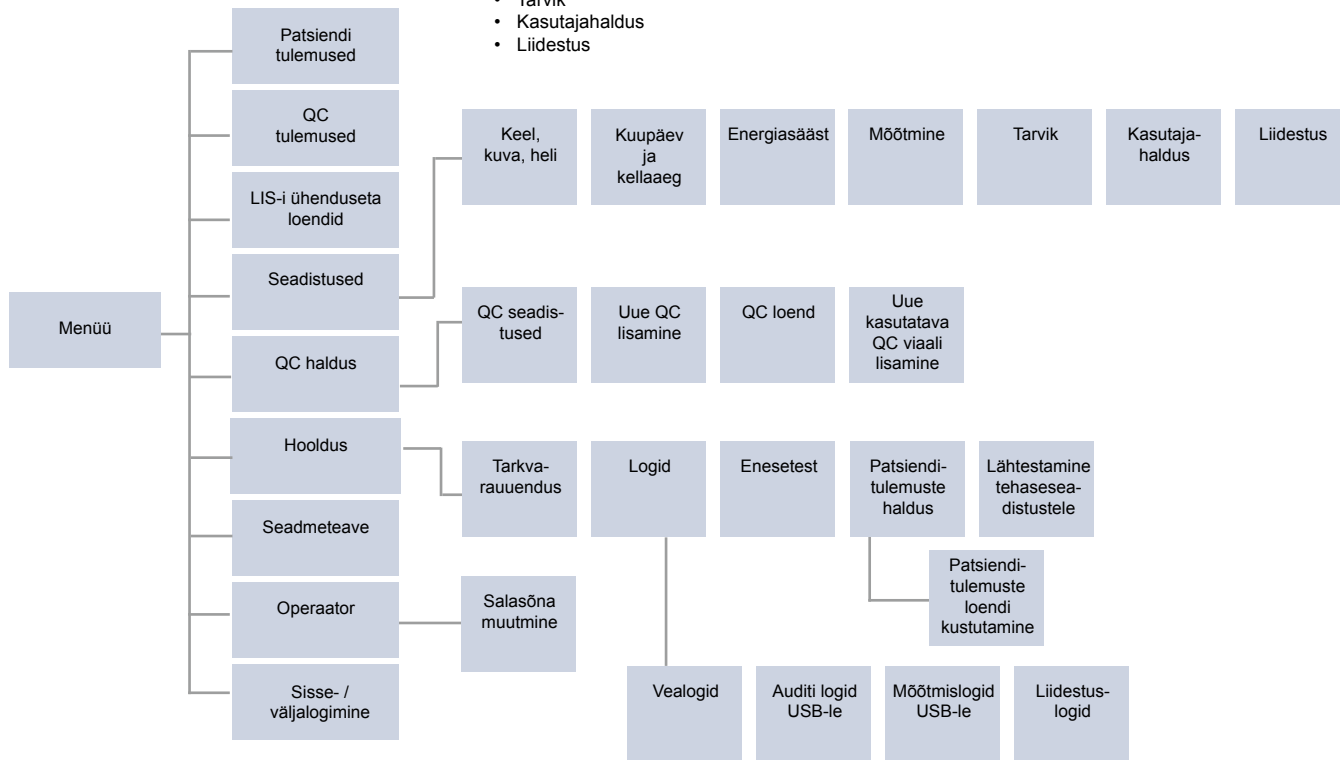 • Tarvik
• Kasutajahaldus
• Liidestus
Patsiendi
tulemused
QC
tulemused
LIS-i ühenduseta
loendid
Seadistused
QC haldus
Hooldus
Seadmeteave
Operaator
Sisse- /
väljalogimine
Menüü
Keel,
kuva, heli
Kuupäev
ja
kellaaeg
Energiasääst
Mõõtmine
Tarvik
Kasutaja-
haldus
Liidestus
QC seadis-
tused
Uue QC
lisamine
QC loend
Uue
kasutatava
QC viaali
lisamine
Tarkva-
rauuendus
Logid
Enesetest
Patsiendi-
tulemuste
haldus
Lähtestamine
tehasesea-
distustele
Patsiendi-
tulemuste
loendi
kustutamine
Salasõna
muutmine
Vealogid
Auditi logid
USB-le
Mõõtmislogid
USB-le
Liidestus-
logid